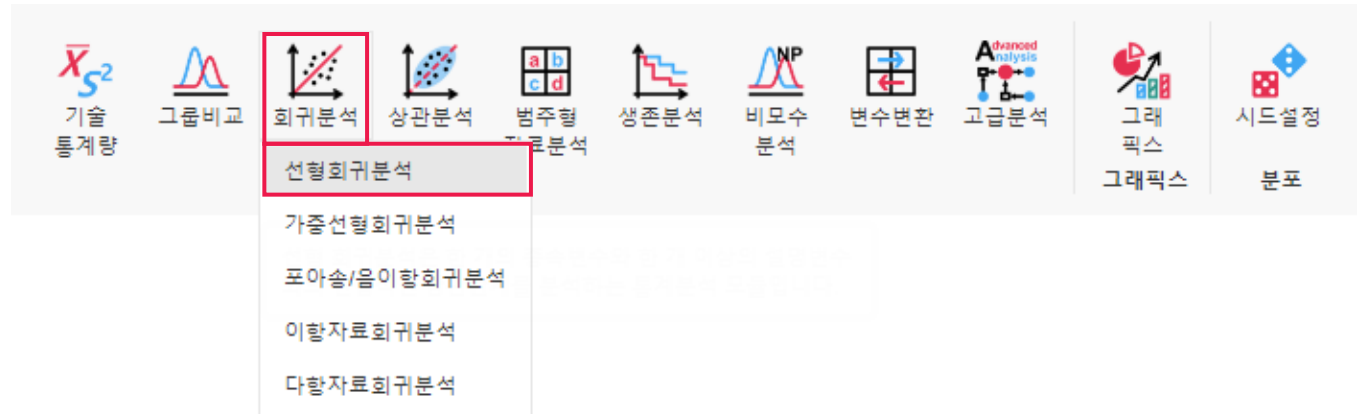 X̅
S²
기술
통계량
그룹비교
회귀분석
상관분석
a b
c d
범주형
료분석
생존분석
NP
비모수
분석
변수변환
Advanced
Analysis
고급분석
그래
픽스
그래픽스
시드설정
분포
선형회귀분석
가중선형회귀분석
포아송/음이항회귀분석
이항자료회귀분석
다항자료회귀분석